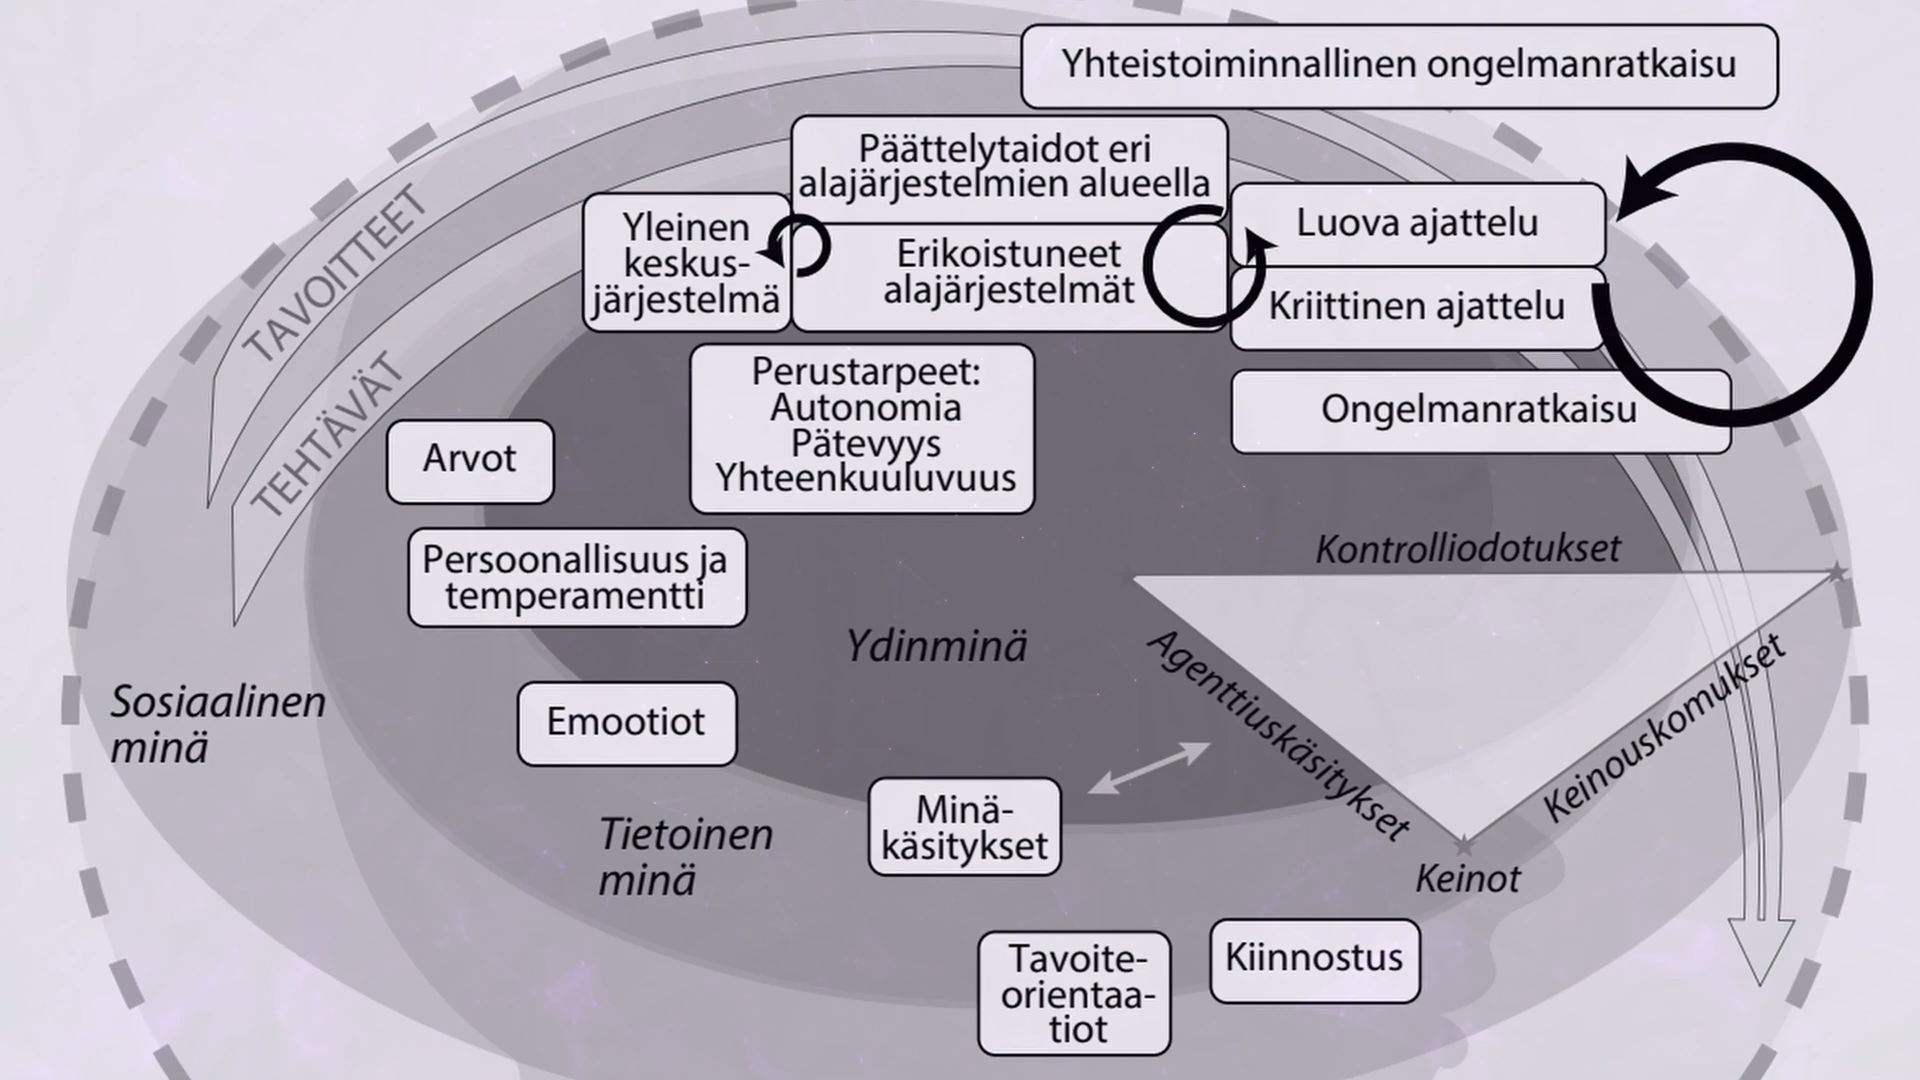 Yhteistoiminnallinen ongelmanratkaisu
Päättelytaidot eri
alajärjestelmien alueella
Yleinen
keskus-
järjestelmä
Erikoistuneet
alajärjestelmät
Luova ajattelu
Kriittinen ajattelu
Ongelmanratkaisu
TAVOITTEET
TEHTÄVÄT
Perustarpeet:
Autonomia
Pätevyys
Yhteenkuuluvuus
Arvot
Persoonallisuus ja
temperamentti
Kontrolliodotukset
Ydinminä
Agenttiuskäsitykset
Keinouskomukset
Sosiaalinen
minä
Emootiot
Minä-
käsitykset
Tietoinen
minä
Keinot
Tavoite-
orientaa-
tiot
Kiinnostus